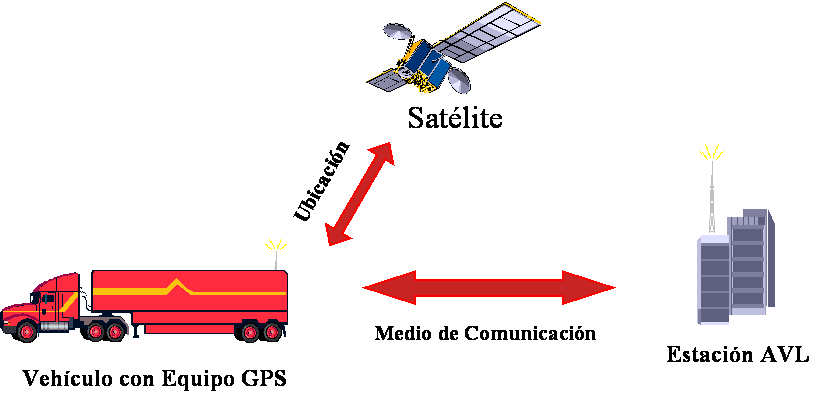 Satélite
Ubicación
Medio de Comunicación
Estación AVL
Vehículo con Equipo GPS